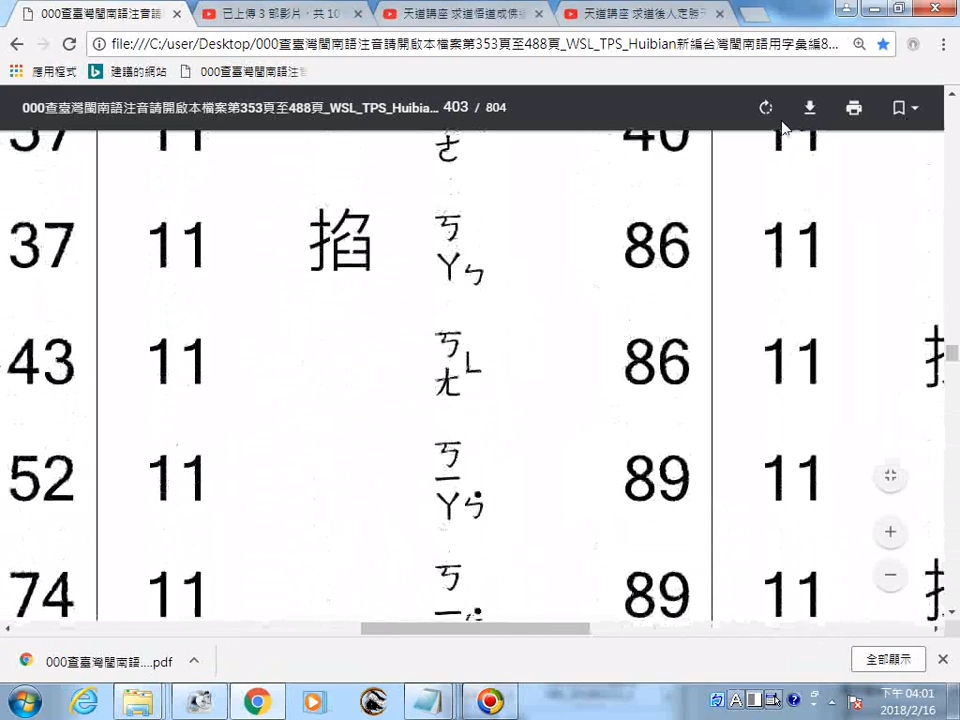 000查臺灣閩南語注音請
已上傳 3 部影片，共 10
天道講座 求道悟道成佛
天道講座 求道後人定勝
file:///C:/user/Desktop/000查臺灣閩南語注音請開啟本檔案第353頁至488頁_WSL_TPS_Huibian新編台灣閩南語用字彙編8...
應用程式 建議的網站 000查臺灣閩南語注音
000查臺灣閩南語注音請開啟本檔案第353頁至488頁_WSL_TPS_Huibia... 403 / 804
37 11 ㄜ 40 11
37 11 掐 ㄎㄚㄅ 86 11
43 11 ㄎㄤㄴ 86 11
52 11 ㄎㄧㄚㄎ˙ 89 11
74 11 ㄎㄧ 89 11
000查臺灣閩南語....pdf 全部顯示
下午 04:01
2018/2/16